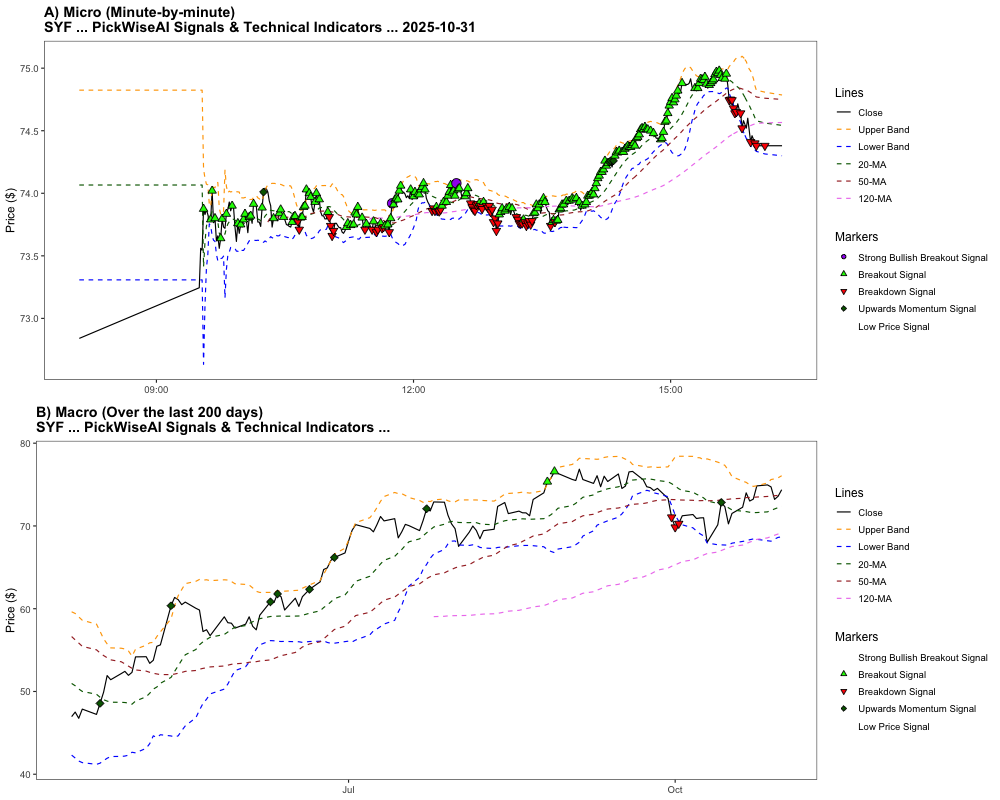 A) Micro (Minute-by-minute)
SYF ... PickWiseAI Signals & Technical Indicators ... 2025-10-31
Price ($)
75.0
74.5
74.0
73.5
73.0
09:00
12:00
15:00
Lines
Close
Upper Band
Lower Band
20-MA
50-MA
120-MA
Markers
Strong Bullish Breakout Signal
Breakout Signal
Breakdown Signal
Upwards Momentum Signal
Low Price Signal
B) Macro (Over the last 200 days)
SYF ... PickWiseAI Signals & Technical Indicators ...
Price ($)
80
70
60
50
40
Jul
Oct
Lines
Close
Upper Band
Lower Band
20-MA
50-MA
120-MA
Markers
Strong Bullish Breakout Signal
Breakout Signal
Breakdown Signal
Upwards Momentum Signal
Low Price Signal